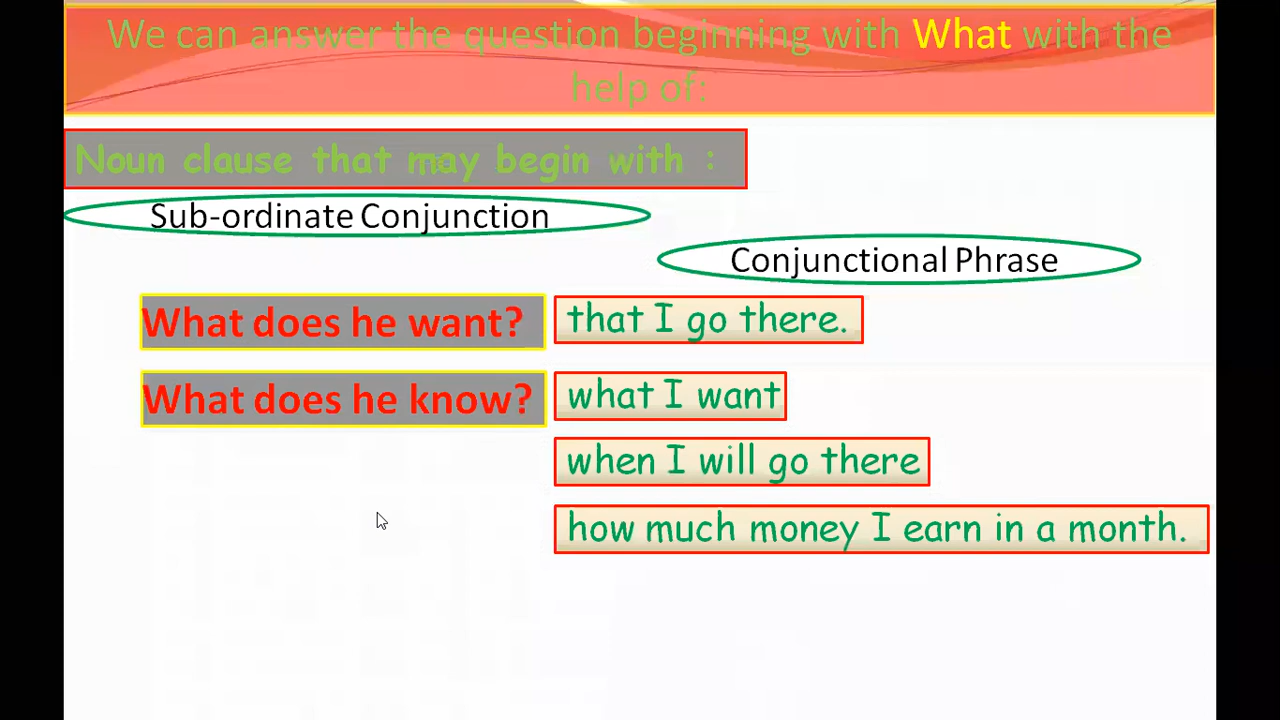 We can answer the question beginning with What with the
help of:
Noun clause that may begin with :
Sub-ordinate Conjunction
Conjunctional Phrase
What does he want? that I go there.
What does he know? what I want
when I will go there
how much money I earn in a month.